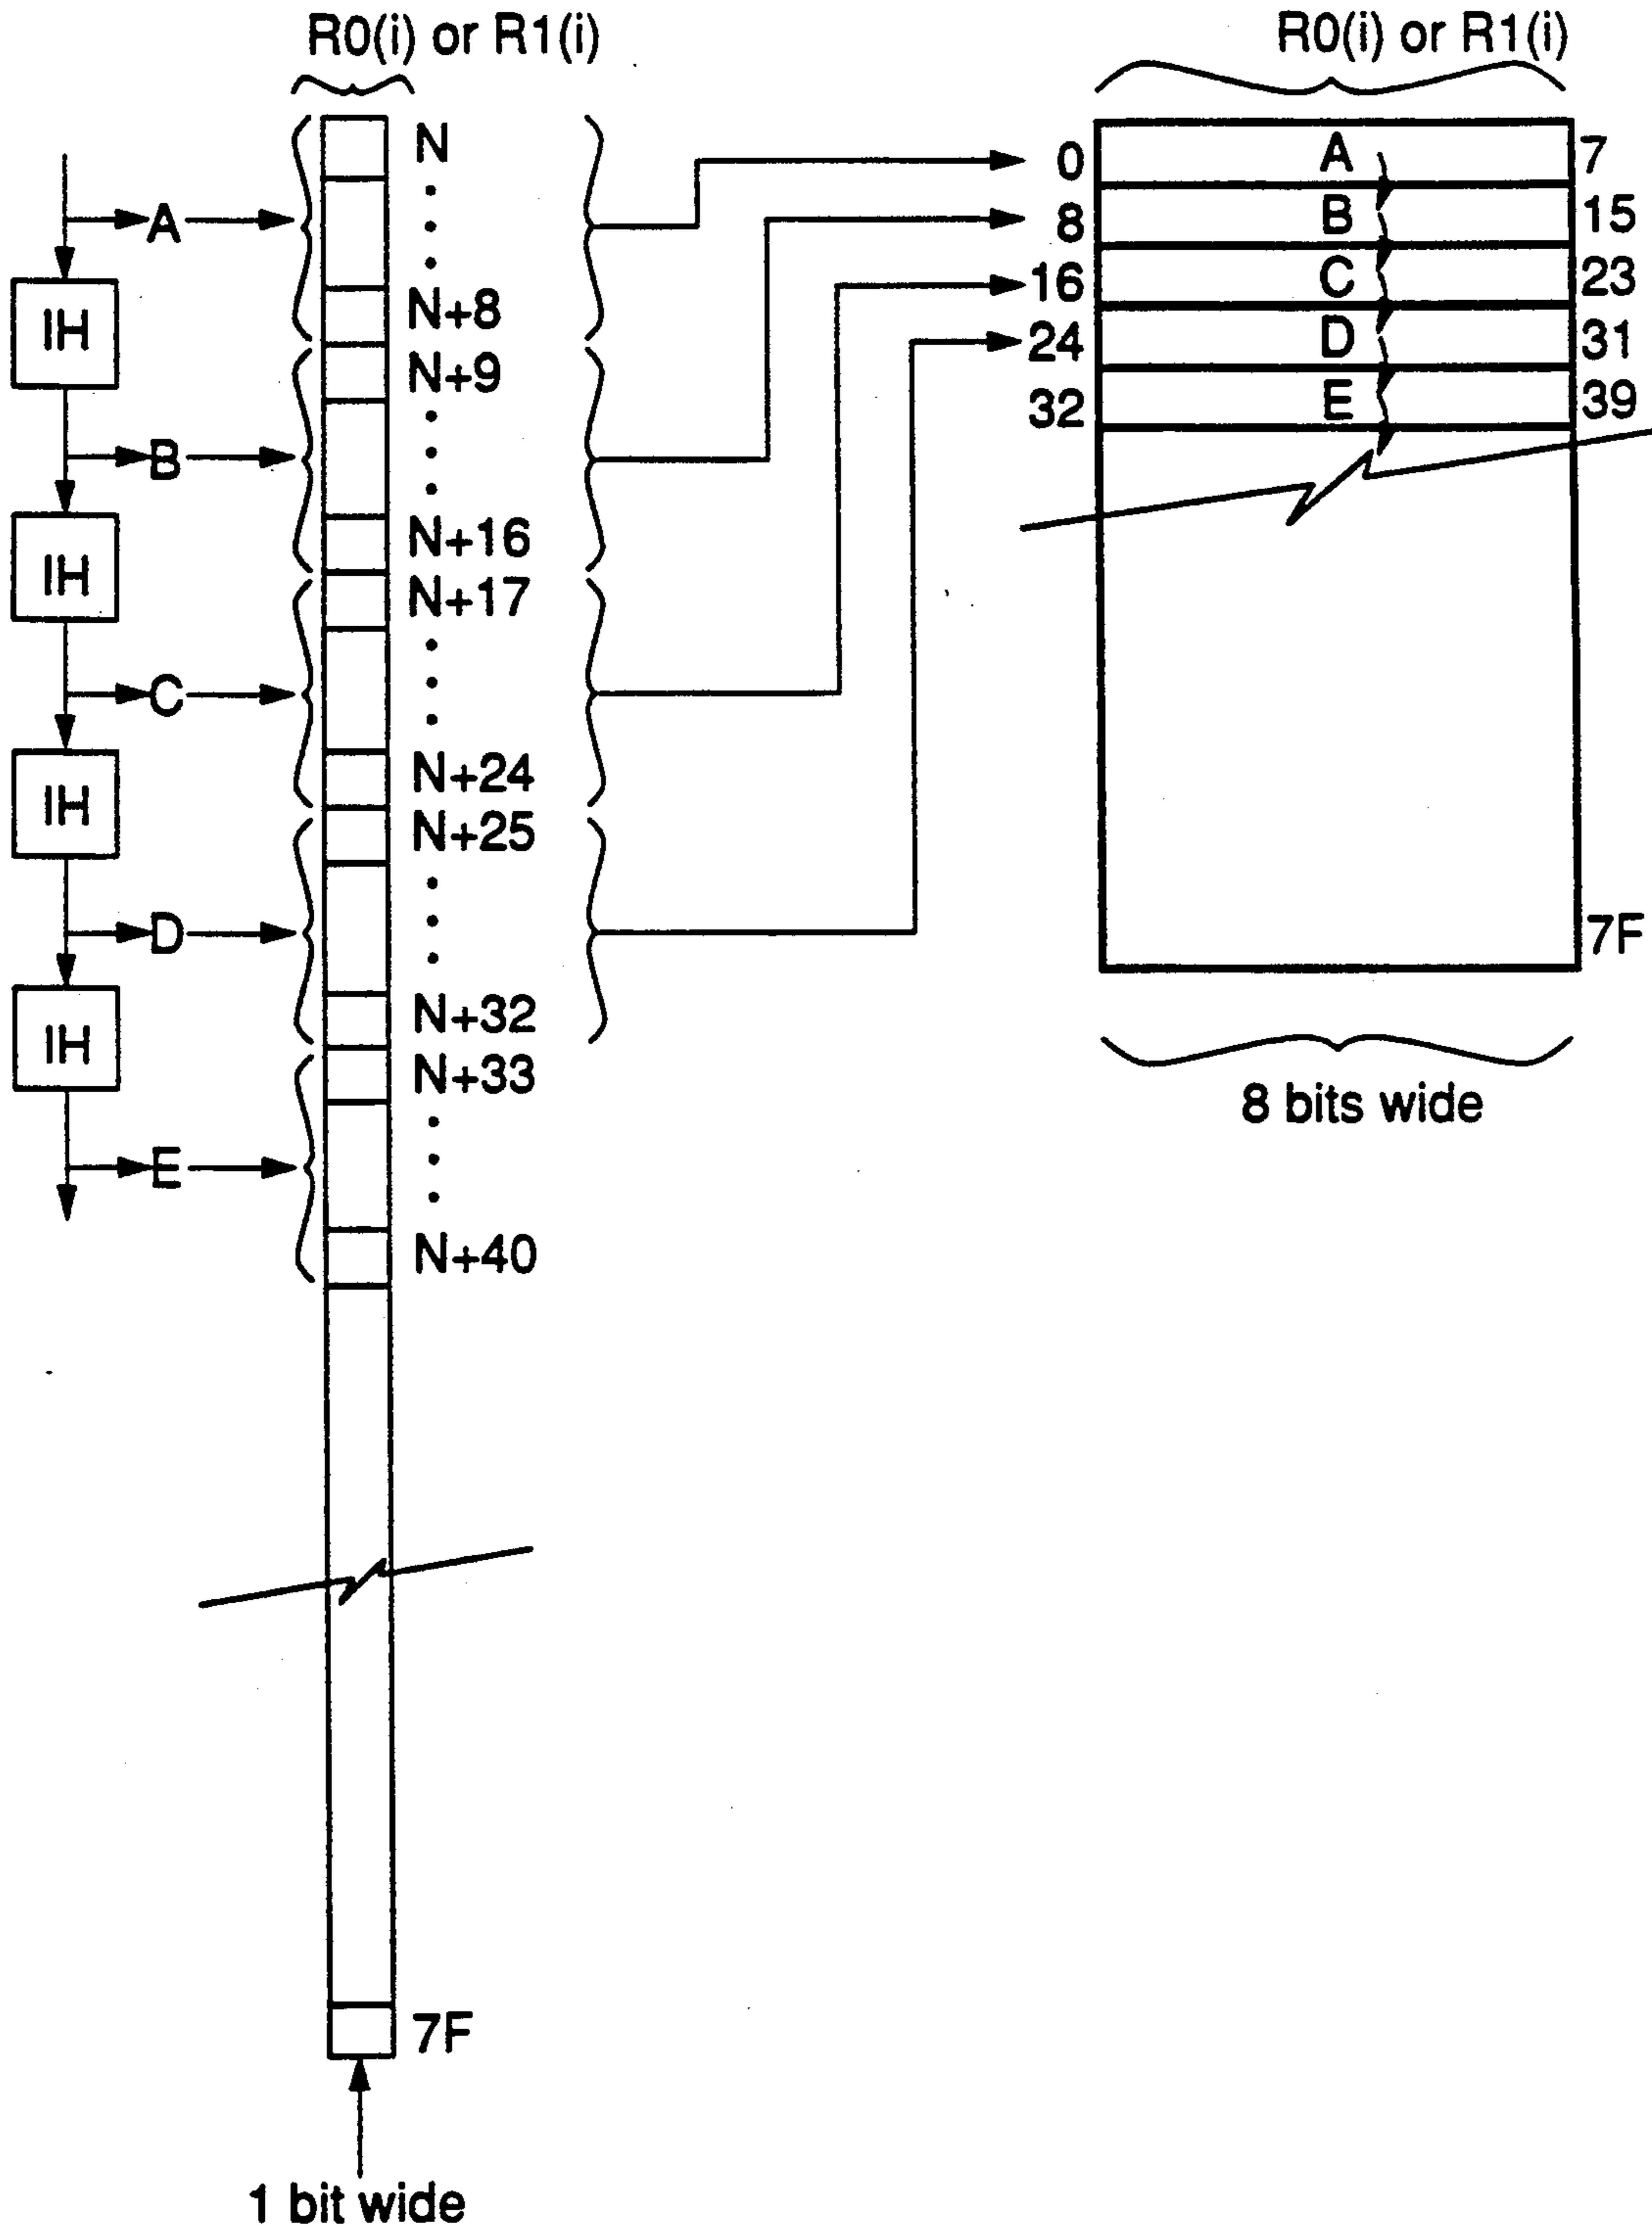 R0(i) or R1(i)
N
A
N+8
IH
N+9
B
N+16
IH
N+17
C
N+24
IH
N+25
D
N+32
IH
N+33
E
N+40
7F
1 bit wide
R0(i) or R1(i)
0 A 7
8 B 15
16 C 23
24 D 31
32 E 39
7F
8 bits wide